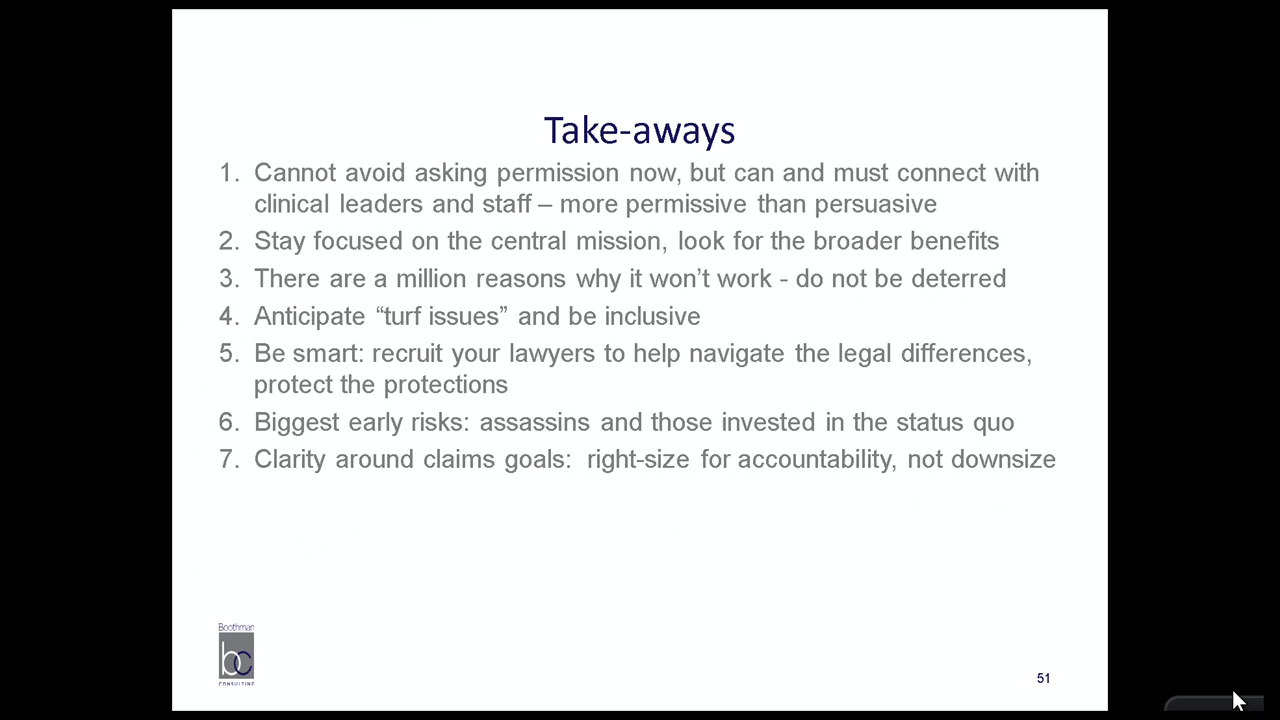 Take-aways
1. Cannot avoid asking permission now, but can and must connect with
clinical leaders and staff – more permissive than persuasive
2. Stay focused on the central mission, look for the broader benefits
3. There are a million reasons why it won’t work - do not be deterred
4. Anticipate “turf issues” and be inclusive
5. Be smart: recruit your lawyers to help navigate the legal differences,
protect the protections
6. Biggest early risks: assassins and those invested in the status quo
7. Clarity around claims goals:  right-size for accountability, not downsize
Boothman
bc
CONSULTING
51